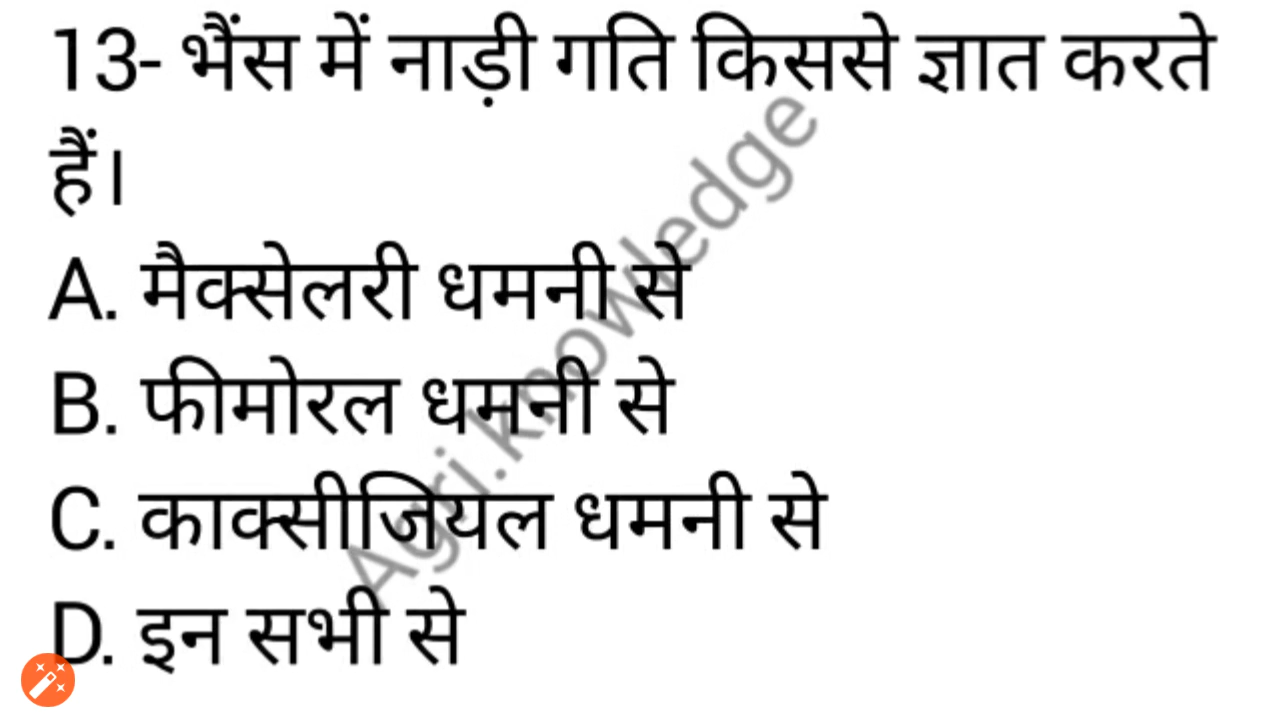 13- भैंस में नाड़ी गति किससे ज्ञात करते
हैं।
A. मैक्सेलरी धमनी से
B. फीमोरल धमनी से
C. काक्सीजियल धमनी से
D. इन सभी से
Agri.knowledge